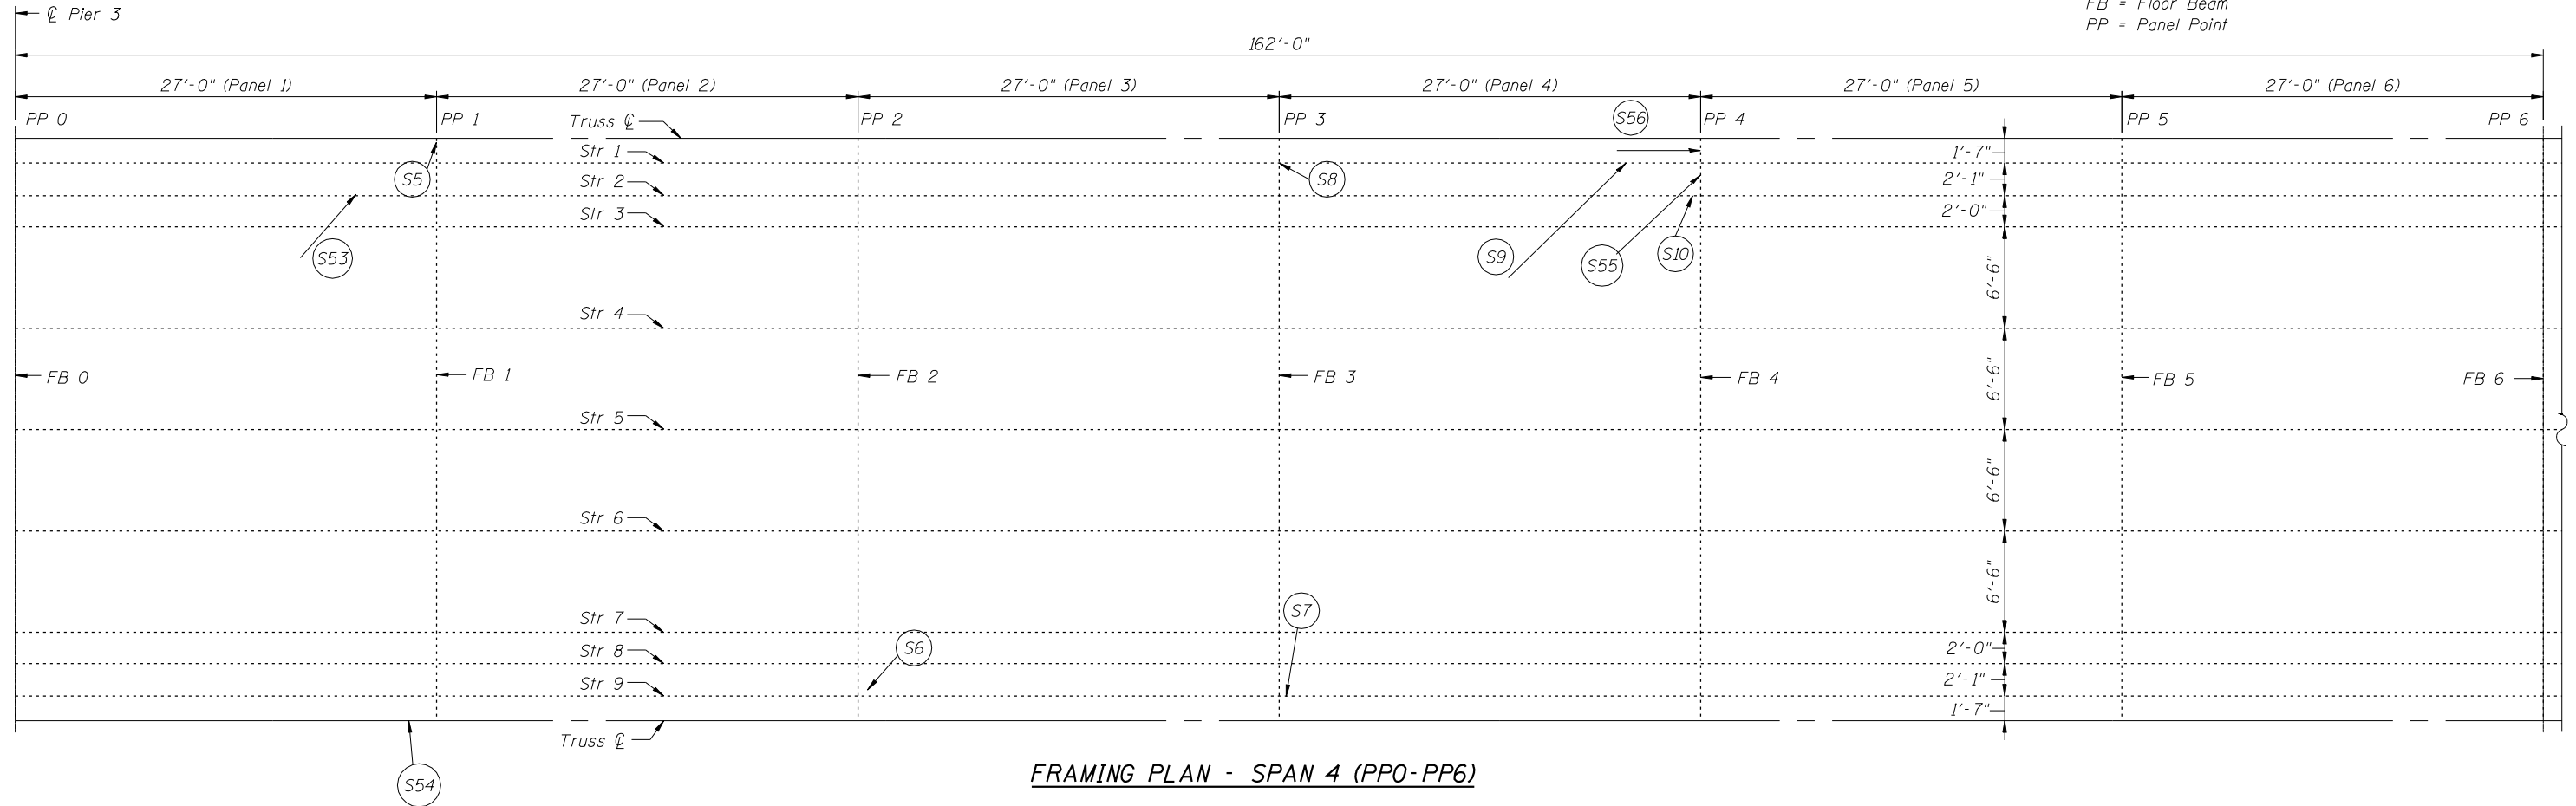 ℄ Pier 3
FB = Floor Beam
PP = Panel Point
162'-0"
27'-0" (Panel 1)
27'-0" (Panel 2)
27'-0" (Panel 3)
27'-0" (Panel 4)
27'-0" (Panel 5)
27'-0" (Panel 6)
PP 0
PP 1
Truss ℄
PP 2
PP 3
S56
PP 4
PP 5
PP 6
Str 1
1'-7"
S5
Str 2
S8
2'-1"
Str 3
2'-0"
S53
S9
S55
S10
6'-6"
Str 4
FB 0
FB 1
FB 2
FB 3
FB 4
6'-6"
FB 5
FB 6
Str 5
6'-6"
Str 6
6'-6"
Str 7
S7
Str 8
S6
2'-0"
Str 9
2'-1"
1'-7"
Truss ℄
S54
FRAMING PLAN - SPAN 4 (PP0-PP6)